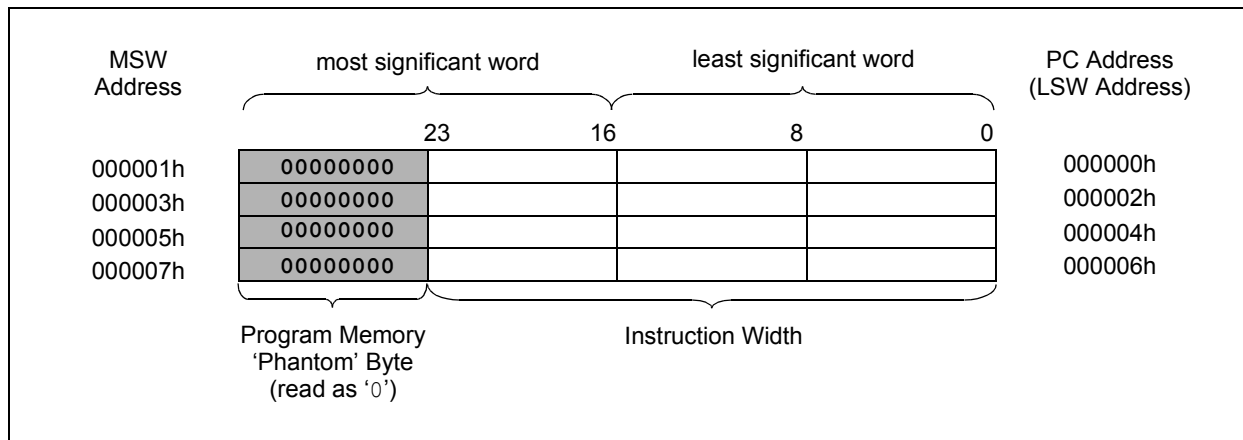 MSW
Address
most significant word
least significant word
PC Address
(LSW Address)
23 16 8 0
000001h 00000000 000000h
000003h 00000000 000002h
000005h 00000000 000004h
000007h 00000000 000006h
Program Memory
‘Phantom’ Byte
(read as ‘0’)
Instruction Width